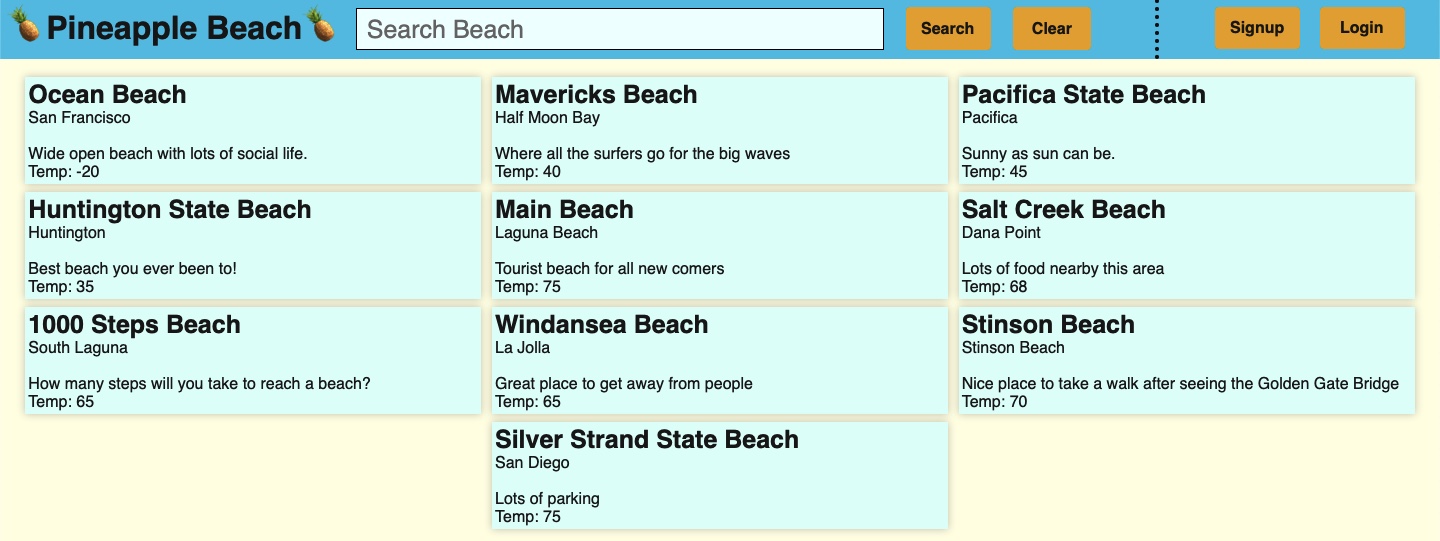 Pineapple Beach
Search Beach
Search
Clear
Signup
Login
Ocean Beach
San Francisco
Wide open beach with lots of social life.
Temp: -20
Mavericks Beach
Half Moon Bay
Where all the surfers go for the big waves
Temp: 40
Pacifica State Beach
Pacifica
Sunny as sun can be.
Temp: 45
Huntington State Beach
Huntington
Best beach you ever been to!
Temp: 35
Main Beach
Laguna Beach
Tourist beach for all new comers
Temp: 75
Salt Creek Beach
Dana Point
Lots of food nearby this area
Temp: 68
1000 Steps Beach
South Laguna
How many steps will you take to reach a beach?
Temp: 65
Windansea Beach
La Jolla
Great place to get away from people
Temp: 65
Stinson Beach
Stinson Beach
Nice place to take a walk after seeing the Golden Gate Bridge
Temp: 70
Silver Strand State Beach
San Diego
Lots of parking
Temp: 75